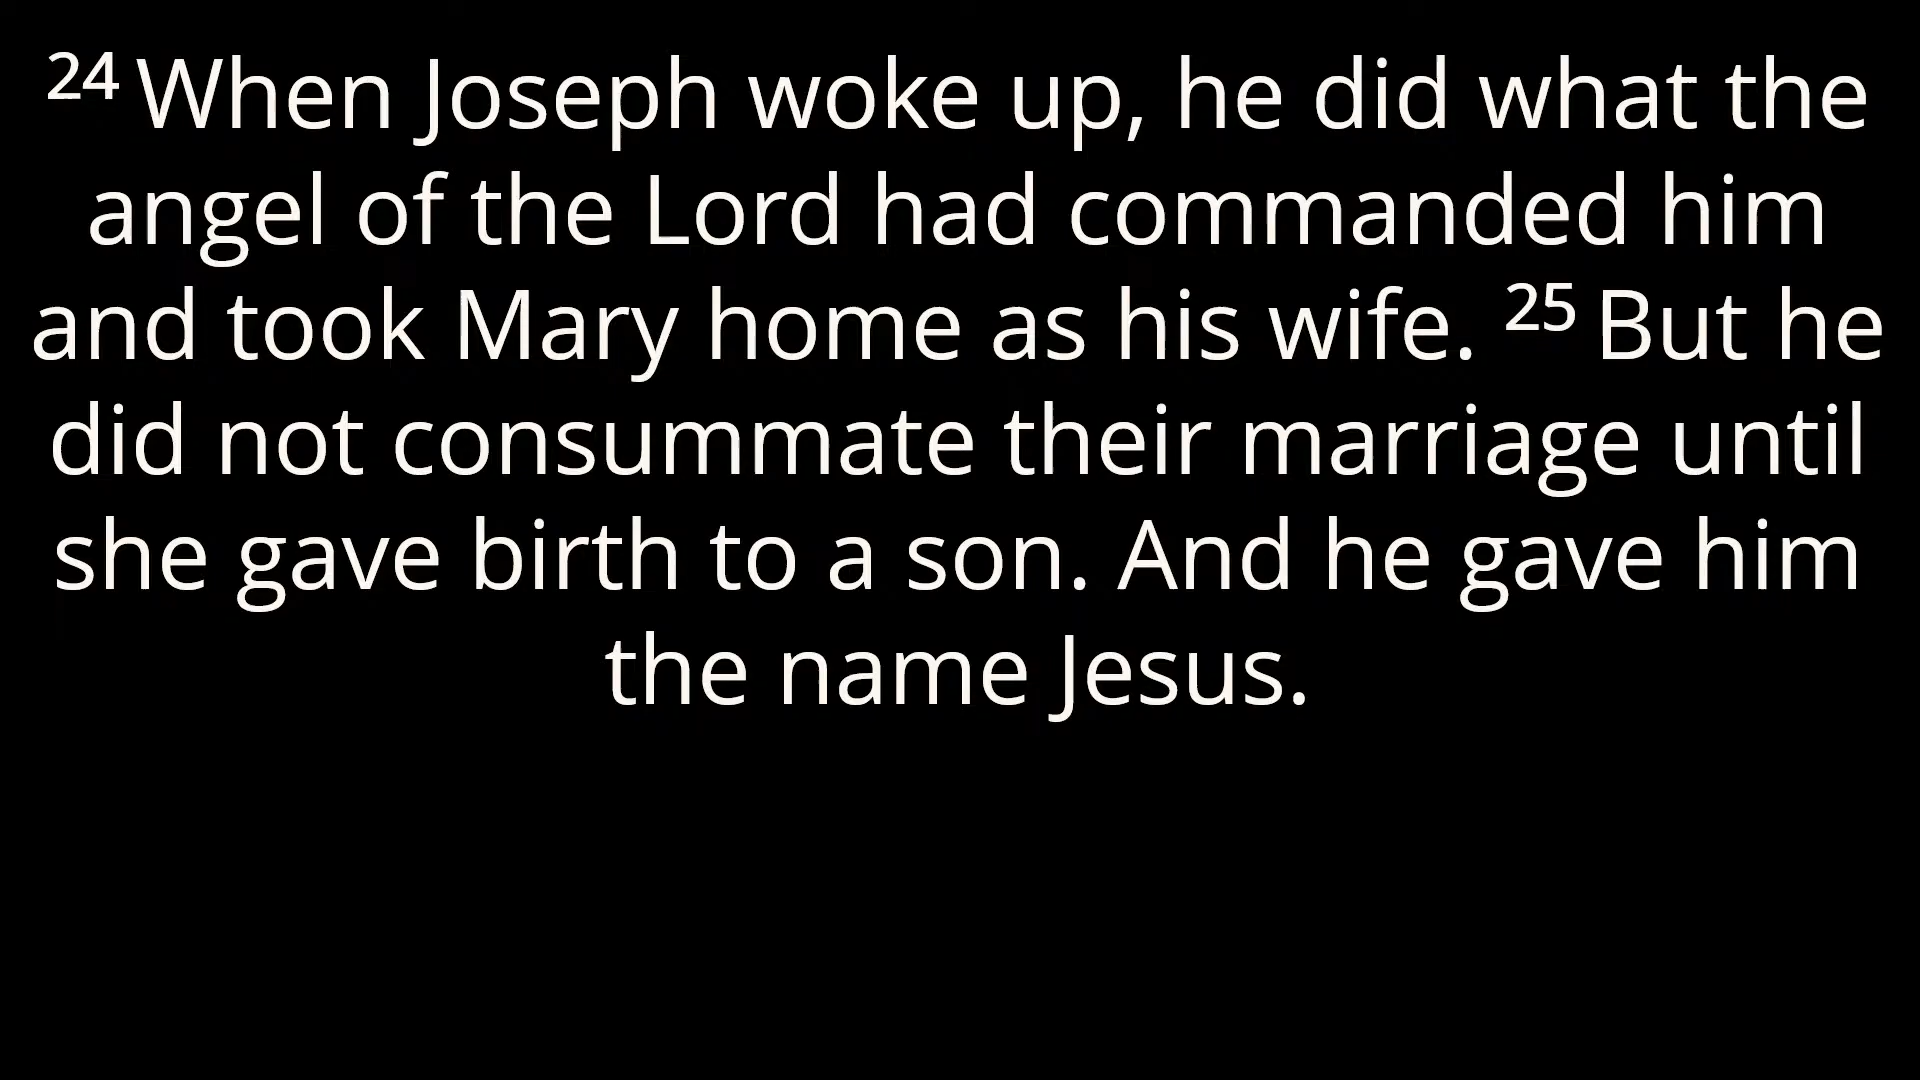 24 When Joseph woke up, he did what the
angel of the Lord had commanded him
and took Mary home as his wife. 25 But he
did not consummate their marriage until
she gave birth to a son. And he gave him
the name Jesus.